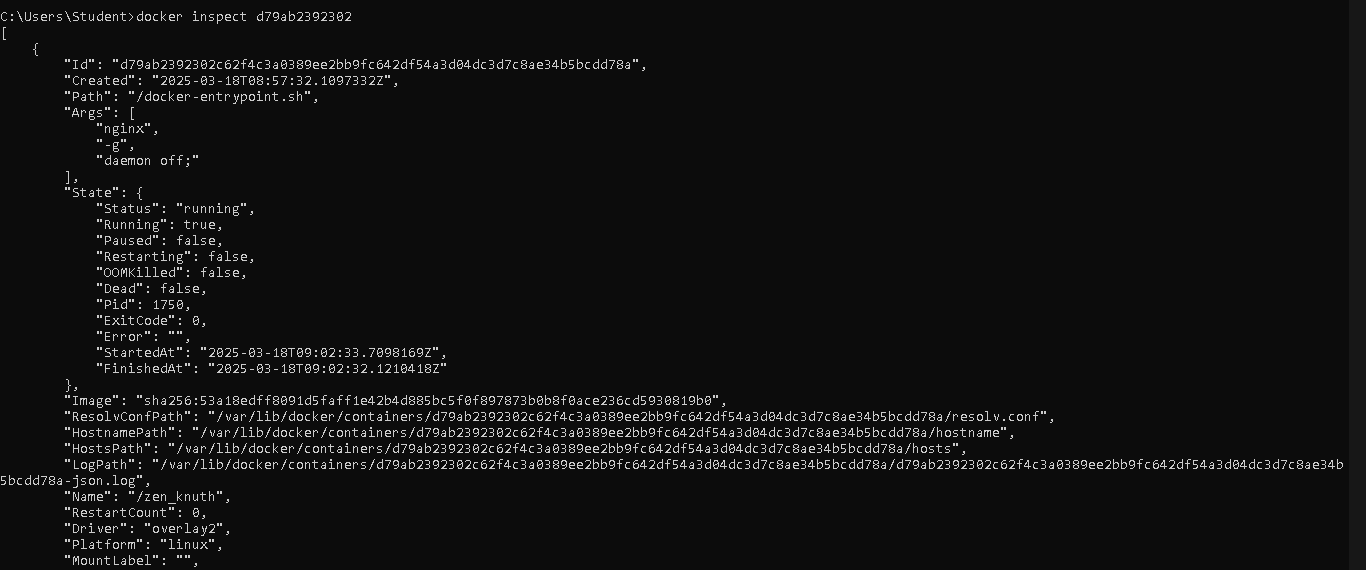 C:\Users\Student>docker inspect d79ab2392302
[
    {
        "Id": "d79ab2392302c62f4c3a0389ee2bb9fc642df54a3d04dc3d7c8ae34b5bcdd78a",
        "Created": "2025-03-18T08:57:32.1097332Z",
        "Path": "/docker-entrypoint.sh",
        "Args": [
            "nginx",
            "-g",
            "daemon off;"
        ],
        "State": {
            "Status": "running",
            "Running": true,
            "Paused": false,
            "Restarting": false,
            "OOMKilled": false,
            "Dead": false,
            "Pid": 1750,
            "ExitCode": 0,
            "Error": "",
            "StartedAt": "2025-03-18T09:02:33.7098169Z",
            "FinishedAt": "2025-03-18T09:02:32.1210418Z"
        },
        "Image": "sha256:53a18edff8091d5faff1e42b4d885bc5f0f897873b0b8f0ace236cd5930819b0",
        "ResolvConfPath": "/var/lib/docker/containers/d79ab2392302c62f4c3a0389ee2bb9fc642df54a3d04dc3d7c8ae34b5bcdd78a/resolv.conf",
        "HostnamePath": "/var/lib/docker/containers/d79ab2392302c62f4c3a0389ee2bb9fc642df54a3d04dc3d7c8ae34b5bcdd78a/hostname",
        "HostsPath": "/var/lib/docker/containers/d79ab2392302c62f4c3a0389ee2bb9fc642df54a3d04dc3d7c8ae34b5bcdd78a/hosts",
        "LogPath": "/var/lib/docker/containers/d79ab2392302c62f4c3a0389ee2bb9fc642df54a3d04dc3d7c8ae34b5bcdd78a/d79ab2392302c62f4c3a0389ee2bb9fc642df54a3d04dc3d7c8ae34b
5bcdd78a-json.log",
        "Name": "/zen_knuth",
        "RestartCount": 0,
        "Driver": "overlay2",
        "Platform": "linux",
        "MountLabel": "",